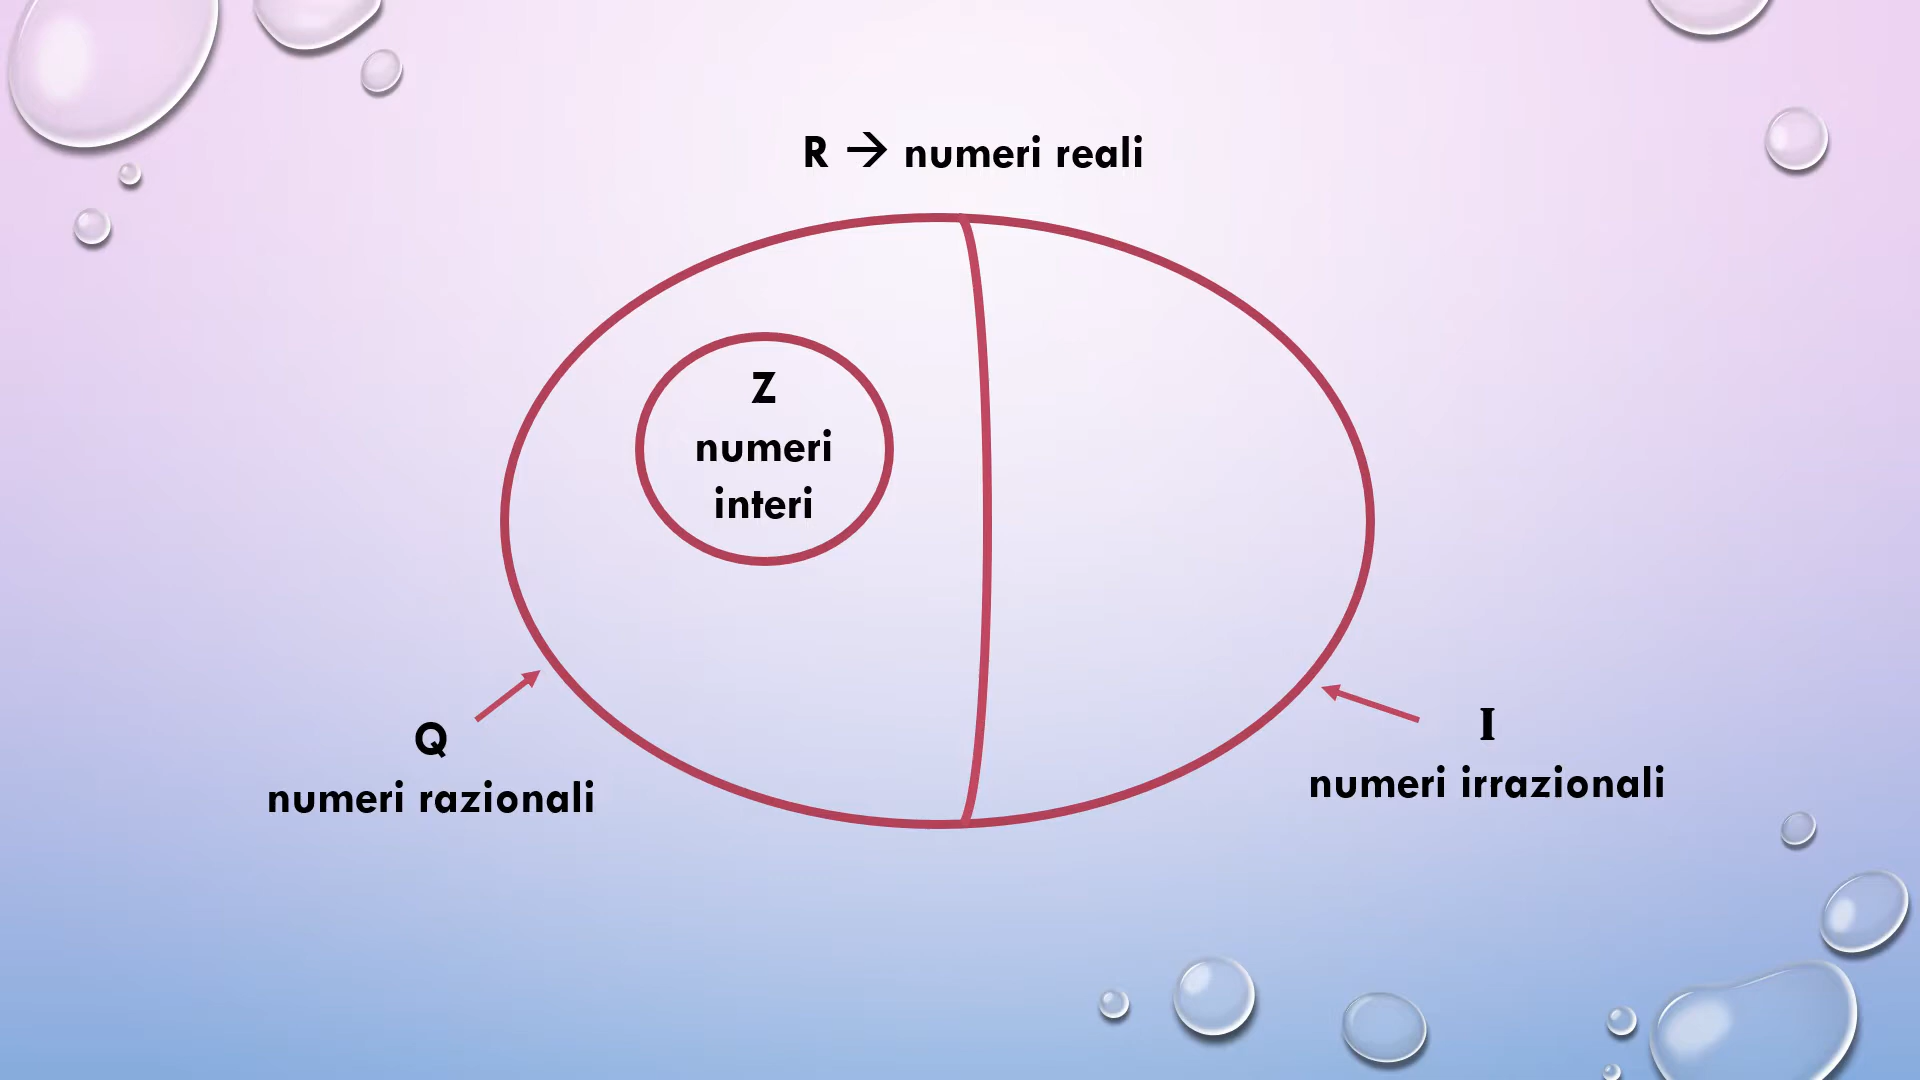 R → numeri reali
Z
numeri
interi
Q
numeri razionali
I
numeri irrazionali